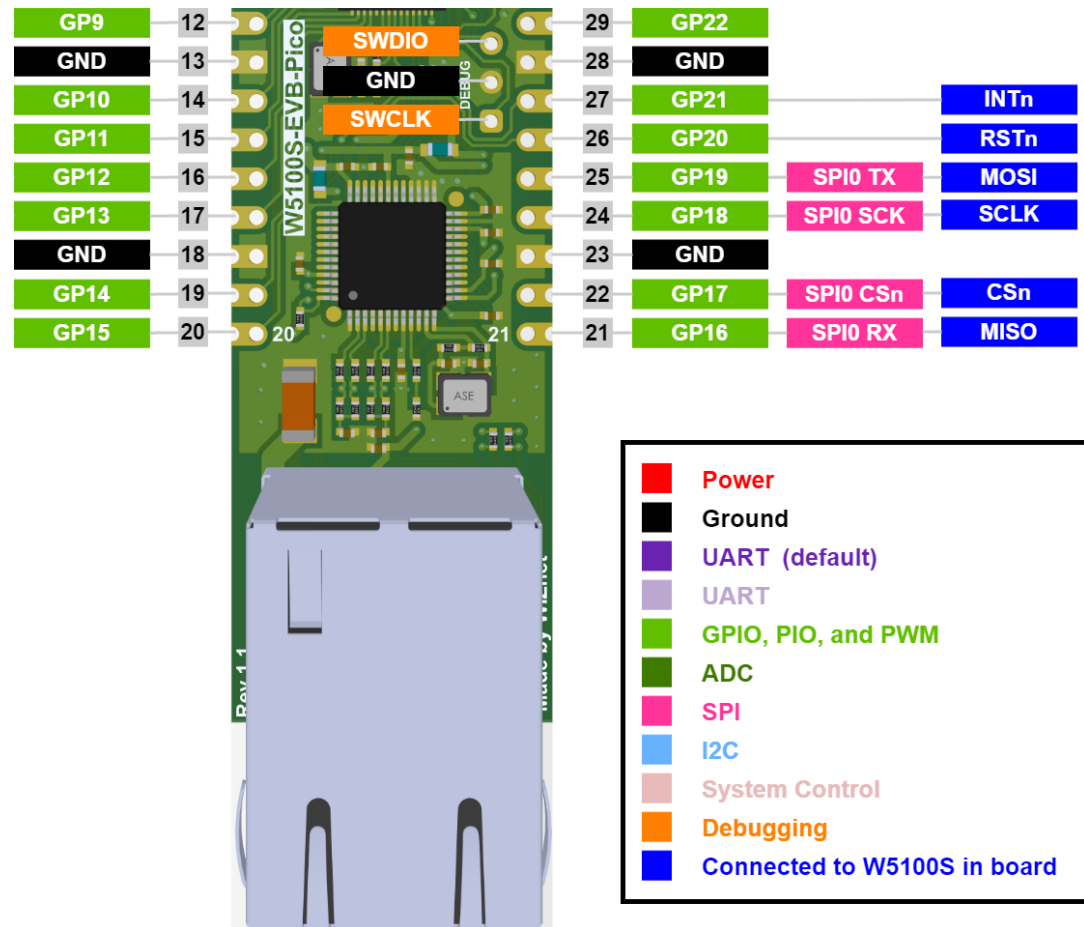 GP9 12 29 GP22
SWDIO
GND 13 28 GND
GND
DEBUG
GP10 14 27 GP21 INTn
SWCLK
GP11 15 26 GP20 RSTn
W5100S-EVB-Pico
GP12 16 25 GP19 SPI0 TX MOSI
GP13 17 24 GP18 SPI0 SCK SCLK
GND 18 23 GND
GP14 19 22 GP17 SPI0 CSn CSn
GP15 20 20 21 21 GP16 SPI0 RX MISO
ASE
Power
Ground
UART (default)
UART
GPIO, PIO, and PWM
ADC
SPI
I2C
System Control
Debugging
Connected to W5100S in board
Rev 1.1
Made by WIZnet